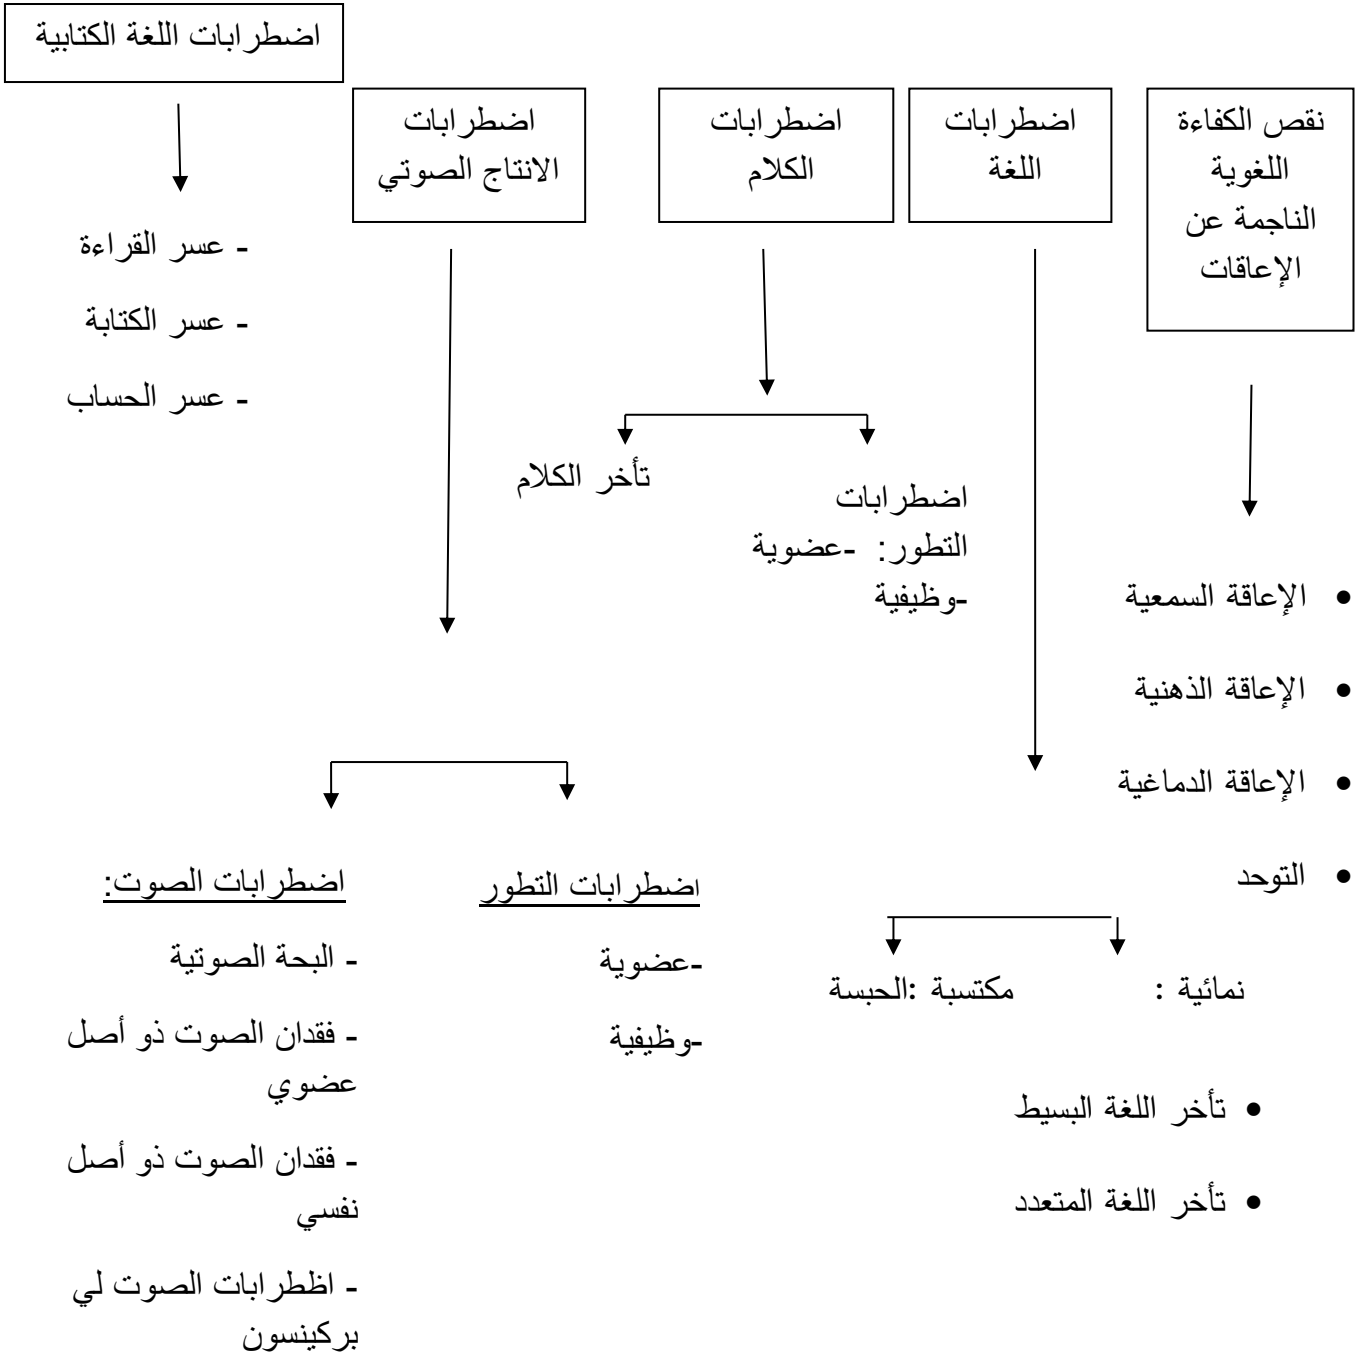 اضطرابات اللغة الكتابية
نقص الكفاءة
اللغوية
الناجمة عن
الإعاقات
اضطرابات
اللغة
اضطرابات
الكلام
اضطرابات
الانتاج الصوتي
- عسر القراءة
- عسر الكتابة
- عسر الحساب
تأخر الكلام
اضطرابات
التطور: -عضوية
-وظيفية
• الإعاقة السمعية
• الإعاقة الذهنية
• الإعاقة الدماغية
• التوحد
نمائية :
مكتسبة :الحبسة
• تأخر اللغة البسيط
• تأخر اللغة المتعدد
اضطرابات التطور
-عضوية
-وظيفية
اضطرابات الصوت:
- البحة الصوتية
- فقدان الصوت ذو أصل
عضوي
- فقدان الصوت ذو أصل
نفسي
- اظطرابات الصوت لي
بركينسون